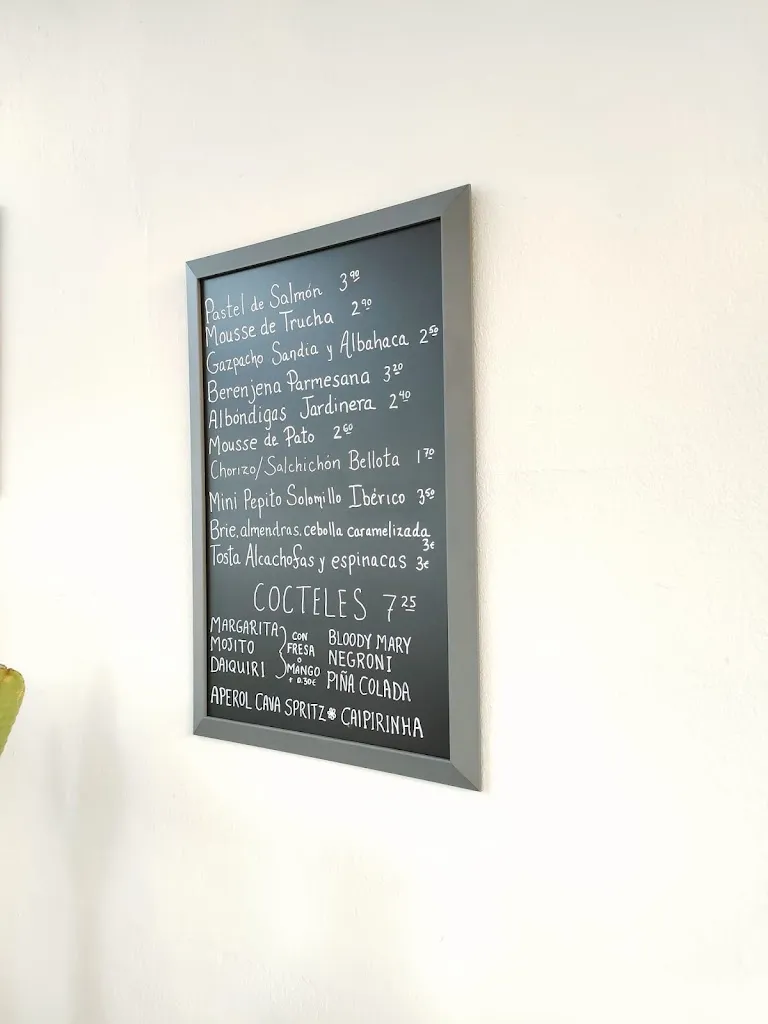 Pastel de Salmón 3⁹⁰
Mousse de Trucha 2⁹⁰
Gazpacho Sandia y Albahaca 2⁵⁰
Berenjena Parmesana 3²⁰
Albóndigas Jardinera 2⁴⁰
Mousse de Pato 2⁶⁰
Chorizo/Salchichón Bellota 1⁷⁰
Mini Pepito Solomillo Ibérico 3⁵⁰
Brie, almendras, cebolla caramelizada
3€
Tosta Alcachofas y espinacas 3€
COCTELES 7²⁵
MARGARITA
MOJITO
DAIQUIRI
CON
FRESA
O
MANGO
+ 0.30€
BLOODY MARY
NEGRONI
PIÑA COLADA
APEROL CAVA SPRITZ CAIPIRINHA